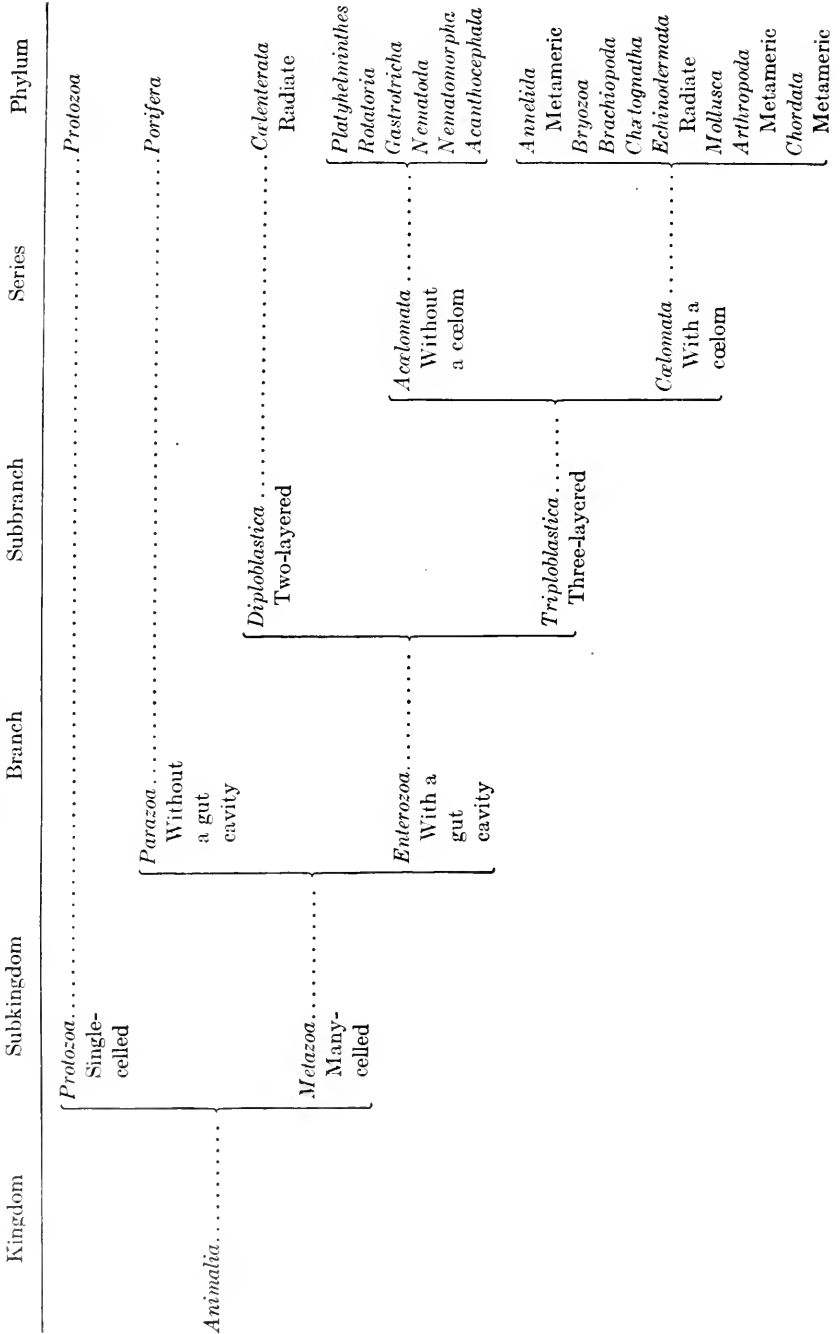 Kingdom Subkingdom Branch Subbranch Series Phylum
Animalia
Protozoa
Single-
celled
Metazoa
Many-
celled
Parazoa
Without
a gut
cavity
Enterozoa
With a
gut
cavity
Diploblastica
Two-layered
Triploblastica
Three-layered
Acœlomata
Without
a cœlom
Cœlomata
With a
cœlom
Protozoa
Porifera
Cœlenterata
Radiate
Platyhelminthes
Rotatoria
Gastrotricha
Nematoda
Nematomorpha
Acanthocephala
Annelida
Metameric
Bryozoa
Brachiopoda
Chætognatha
Echinodermata
Radiate
Mollusca
Arthropoda
Metameric
Chordata
Metameric